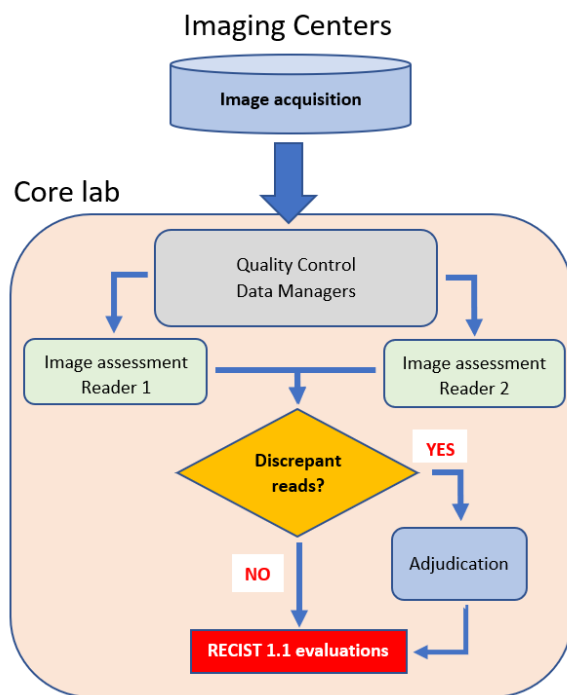 Imaging Centers
Image acquisition
Core lab
Quality Control
Data Managers
Image assessment
Reader 1
Image assessment
Reader 2
Discrepant
reads?
YES
NO
Adjudication
RECIST 1.1 evaluations